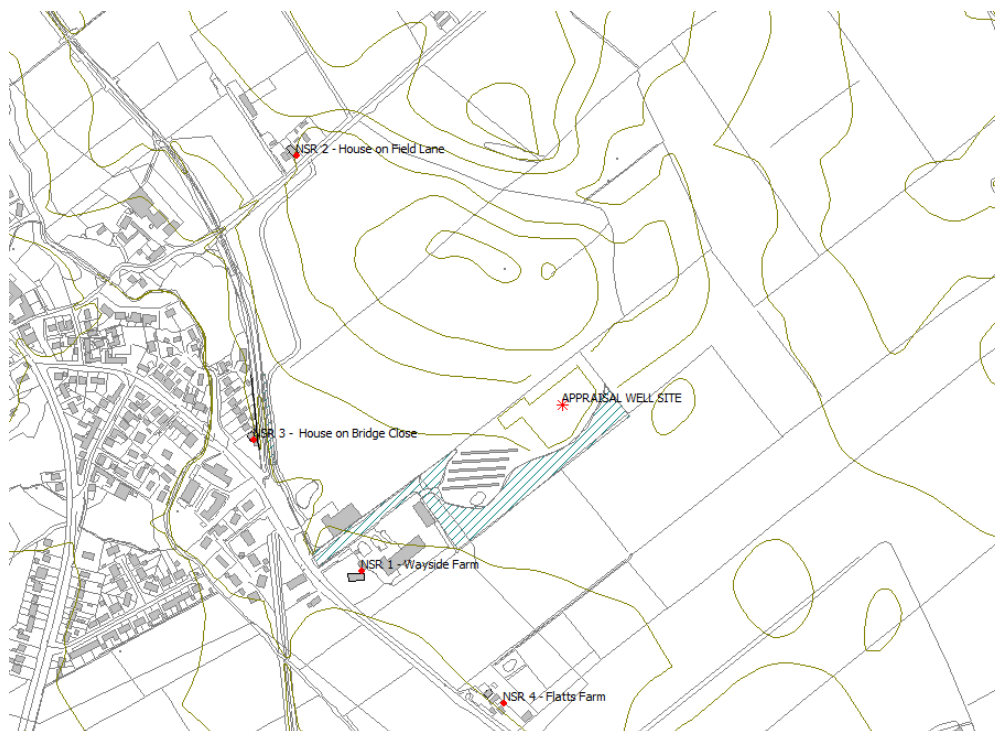 NSR 2 - House on Field Lane
APPRAISAL WELL SITE
NSR 3 - House on Bridge Close
NSR 1 - Wayside Farm
NSR 4 - Flatts Farm